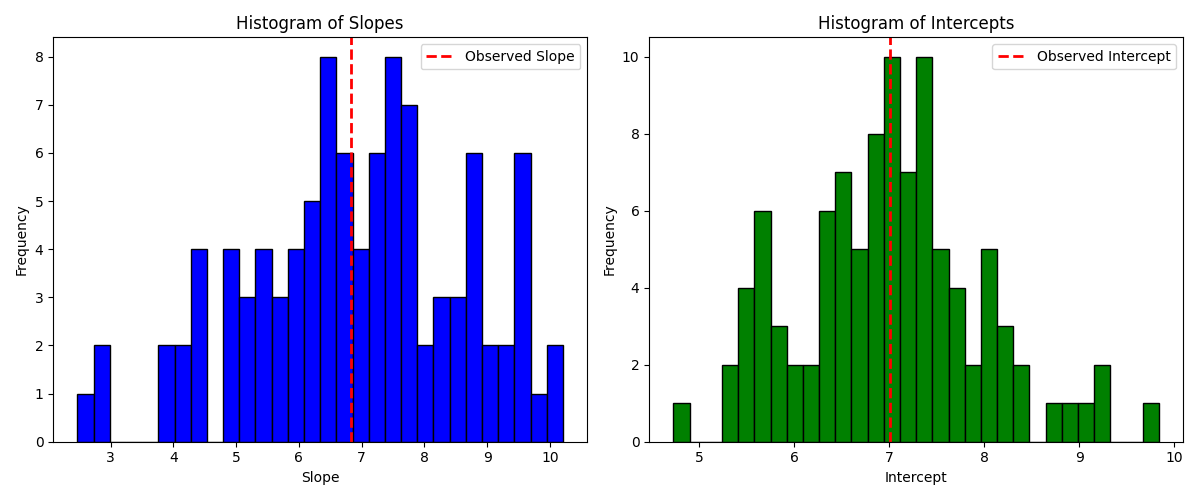 Histogram of Slopes
Observed Slope
8
7
6
5
4
3
2
1
0
Frequency
3 4 5 6 7 8 9 10
Slope
Histogram of Intercepts
Observed Intercept
10
8
6
4
2
0
Frequency
5 6 7 8 9 10
Intercept